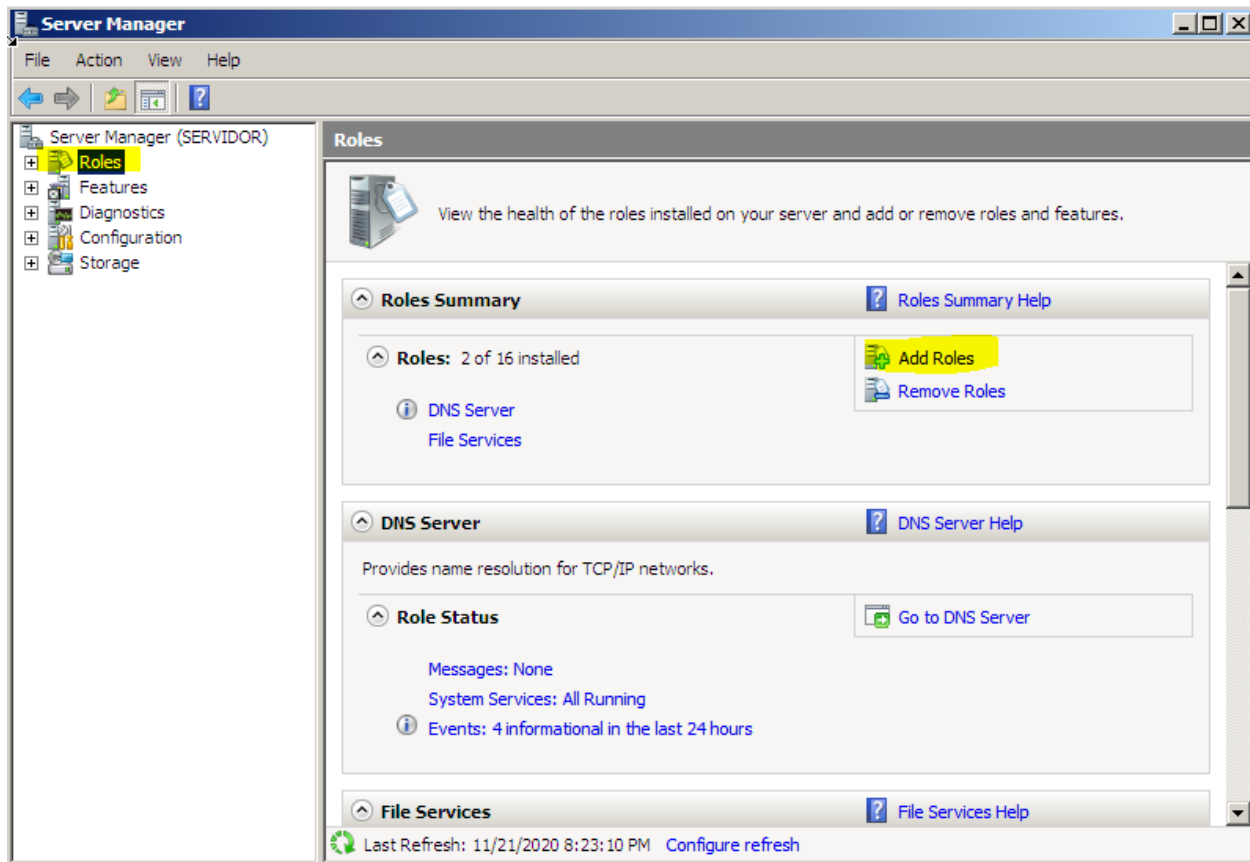 Server Manager
File Action View Help
Server Manager (SERVIDOR)
Roles
Features
Diagnostics
Configuration
Storage
Roles
View the health of the roles installed on your server and add or remove roles and features.
Roles Summary
Roles Summary Help
Roles: 2 of 16 installed
Add Roles
Remove Roles
DNS Server
File Services
DNS Server
DNS Server Help
Provides name resolution for TCP/IP networks.
Role Status
Go to DNS Server
Messages: None
System Services: All Running
Events: 4 informational in the last 24 hours
File Services
File Services Help
Last Refresh: 11/21/2020 8:23:10 PM Configure refresh